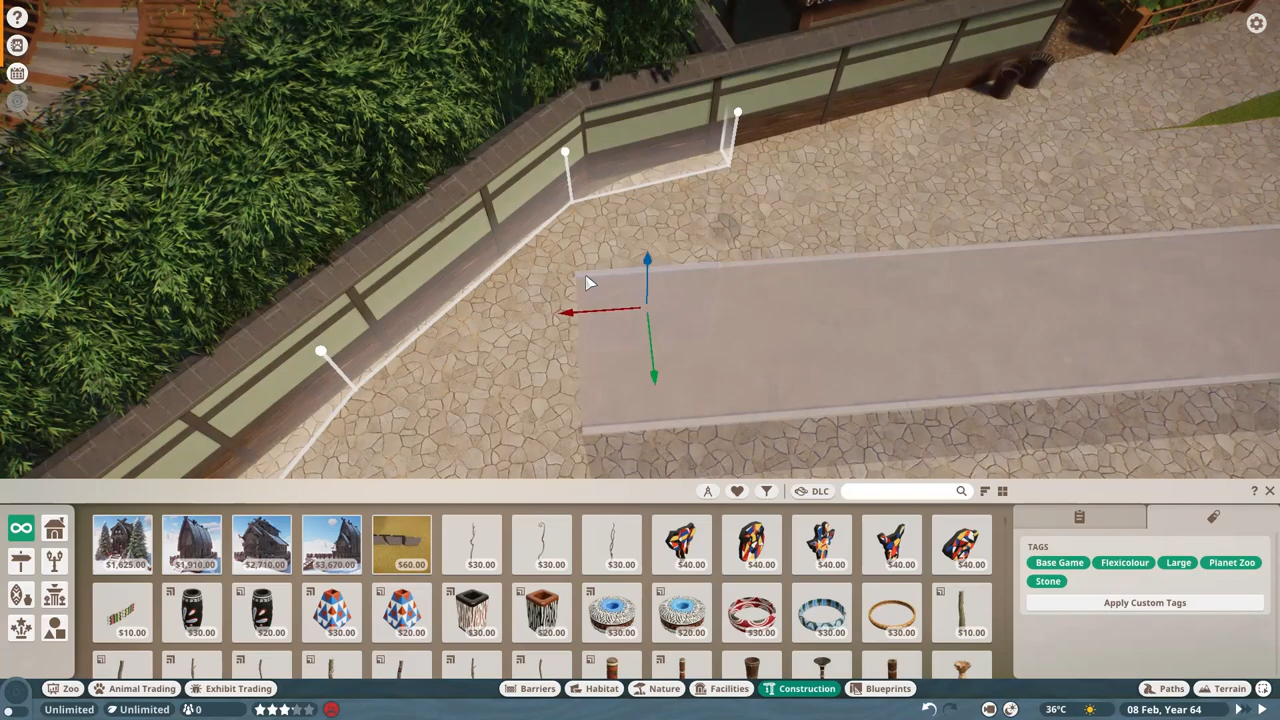 ?
DLC
? ×
$1,625.00 $1,910.00 $2,710.00 $3,670.00 $60.00 $30.00 $30.00 $30.00 $40.00 $40.00 $40.00 $40.00 $40.00
$10.00 $30.00 $20.00 $30.00 $20.00 $30.00 $20.00 $30.00 $30.00 $30.00 $30.00 $30.00 $10.00
TAGS
Base Game Flexicolour Large Planet Zoo
Stone
Apply Custom Tags
Zoo Animal Trading Exhibit Trading Barriers Habitat Nature Facilities Construction Blueprints Paths Terrain
Unlimited Unlimited 0 36°C 08 Feb, Year 64